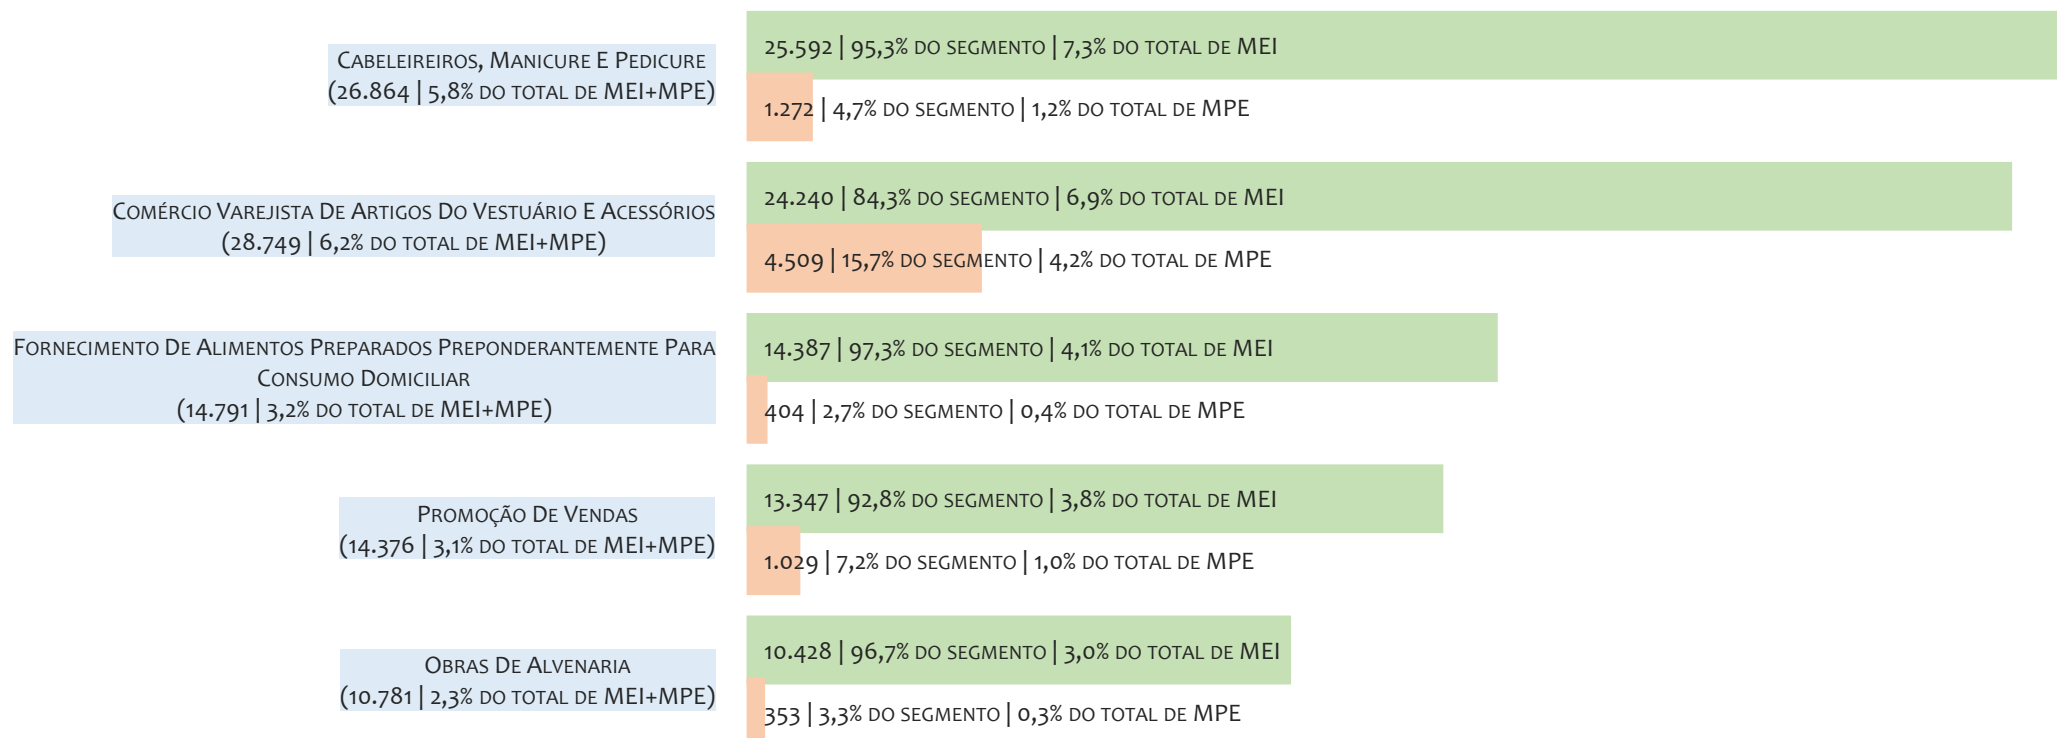 CABELEIREIROS, MANICURE E PEDICURE
(26.864 | 5,8% DO TOTAL DE MEI+MPE)
25.592 | 95,3% DO SEGMENTO | 7,3% DO TOTAL DE MEI
1.272 | 4,7% DO SEGMENTO | 1,2% DO TOTAL DE MPE
COMÉRCIO VAREJISTA DE ARTIGOS DO VESTUÁRIO E ACESSÓRIOS
(28.749 | 6,2% DO TOTAL DE MEI+MPE)
24.240 | 84,3% DO SEGMENTO | 6,9% DO TOTAL DE MEI
4.509 | 15,7% DO SEGMENTO | 4,2% DO TOTAL DE MPE
FORNECIMENTO DE ALIMENTOS PREPARADOS PREPONDERANTEMENTE PARA
CONSUMO DOMICILIAR
(14.791 | 3,2% DO TOTAL DE MEI+MPE)
14.387 | 97,3% DO SEGMENTO | 4,1% DO TOTAL DE MEI
404 | 2,7% DO SEGMENTO | 0,4% DO TOTAL DE MPE
PROMOÇÃO DE VENDAS
(14.376 | 3,1% DO TOTAL DE MEI+MPE)
13.347 | 92,8% DO SEGMENTO | 3,8% DO TOTAL DE MEI
1.029 | 7,2% DO SEGMENTO | 1,0% DO TOTAL DE MPE
OBRAS DE ALVENARIA
(10.781 | 2,3% DO TOTAL DE MEI+MPE)
10.428 | 96,7% DO SEGMENTO | 3,0% DO TOTAL DE MEI
353 | 3,3% DO SEGMENTO | 0,3% DO TOTAL DE MPE